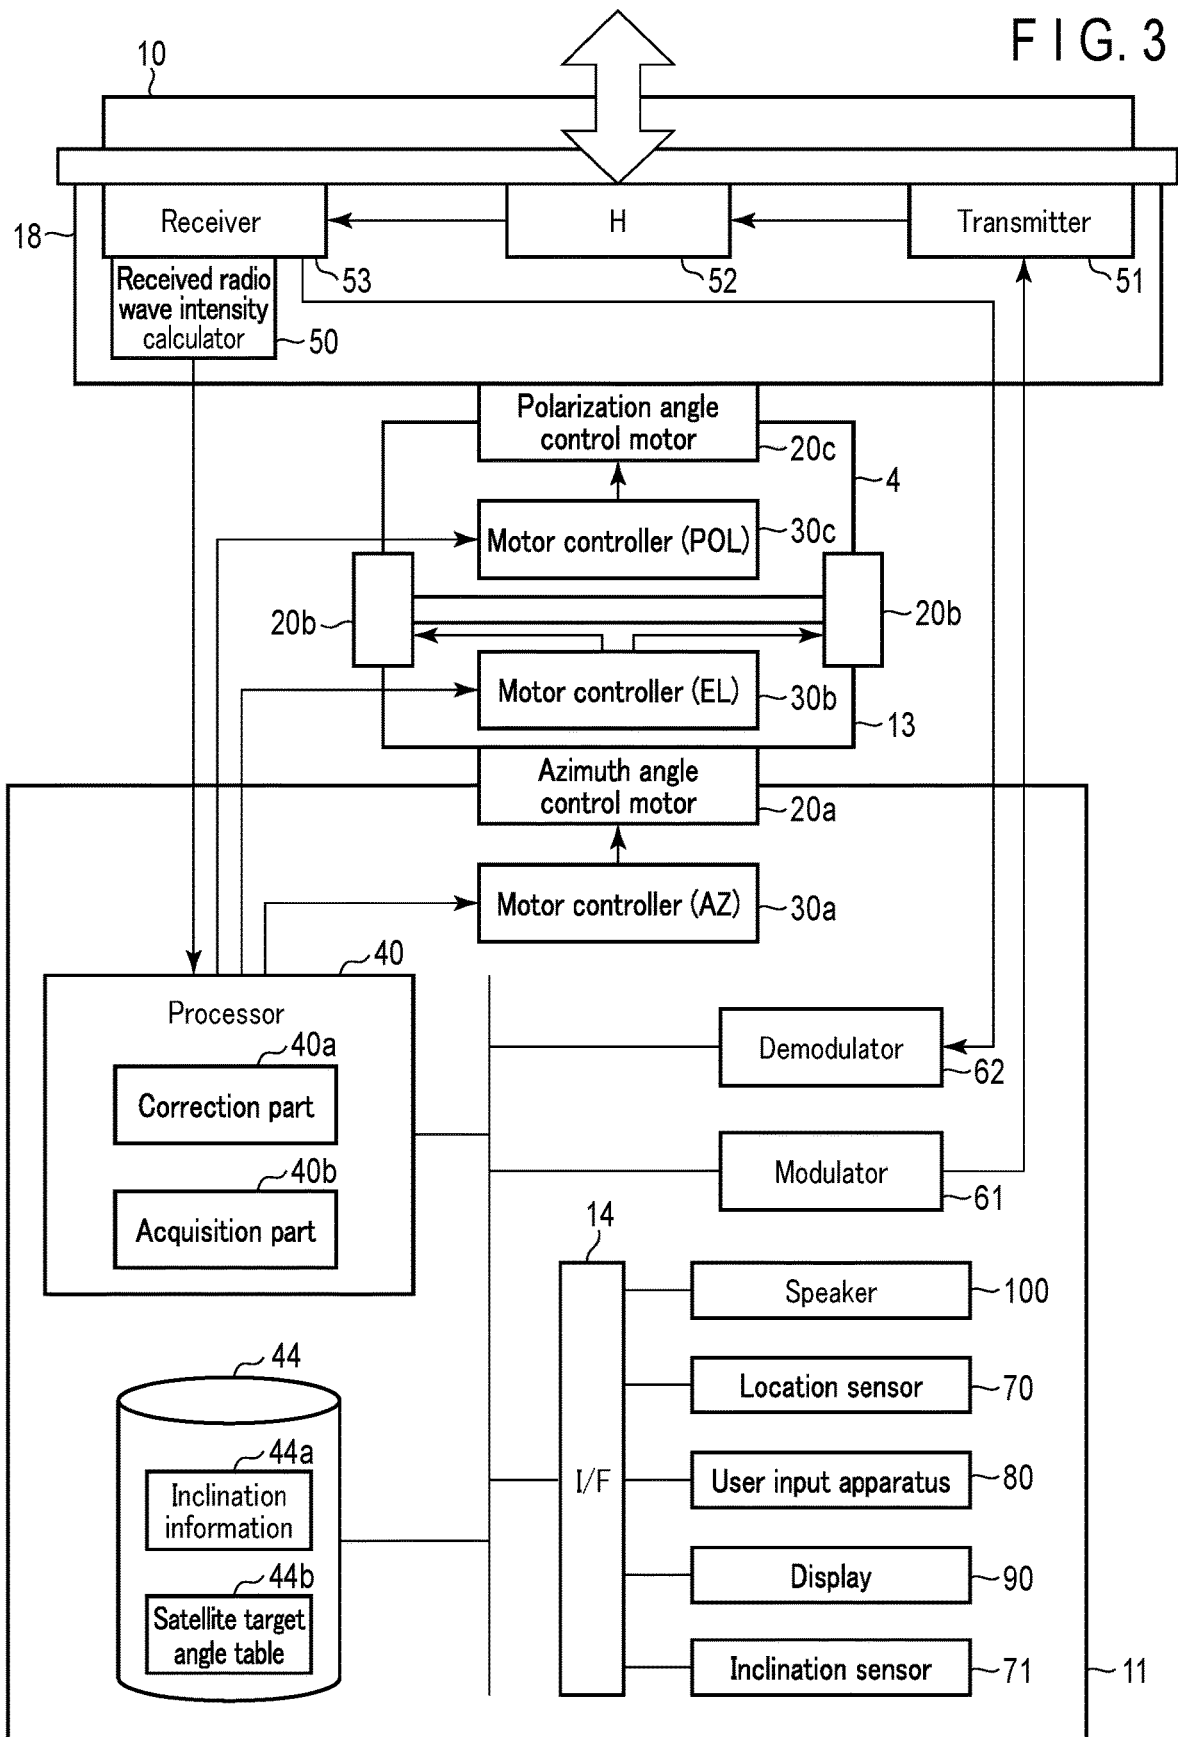 FIG. 3
10
Receiver
H
Transmitter
18
53
52
51
Received radio
wave intensity
calculator
50
Polarization angle
control motor
20c
4
Motor controller (POL)
30c
20b
20b
Motor controller (EL)
30b
13
Azimuth angle
control motor
20a
Motor controller (AZ)
30a
40
Processor
40a
Correction part
40b
Acquisition part
Demodulator
62
Modulator
61
14
I/F
Speaker
100
Location sensor
70
User input apparatus
80
Display
90
Inclination sensor
71
11
44
44a
Inclination
information
44b
Satellite target
angle table